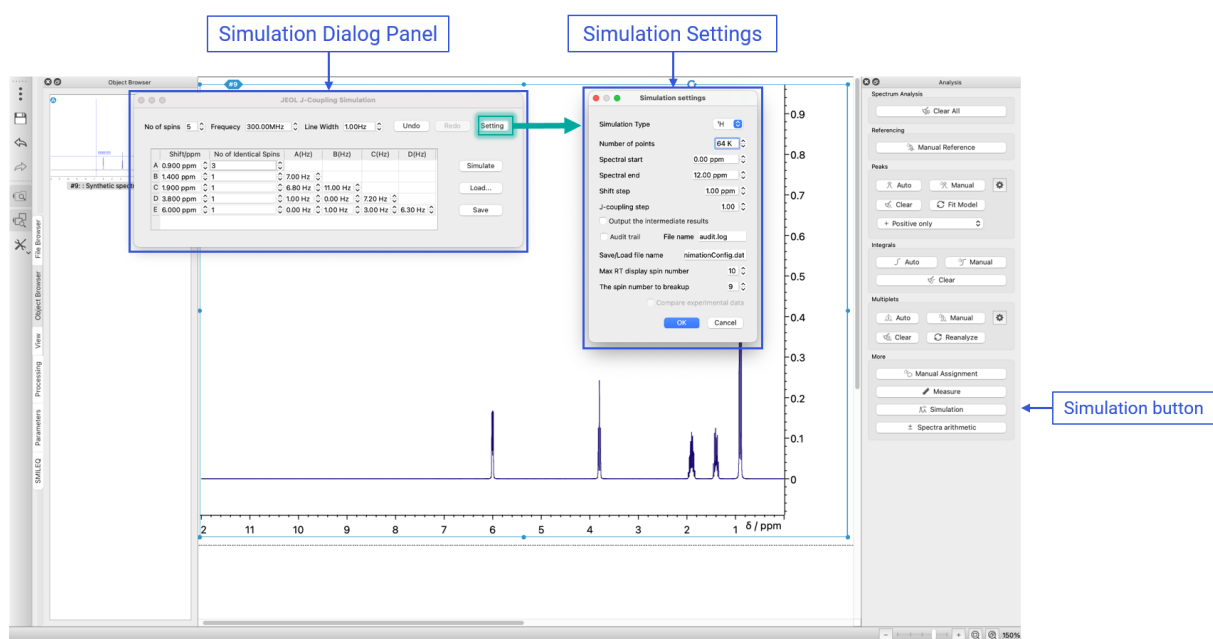 Simulation Dialog Panel
Simulation Settings
Object Browser
#9
Analysis
JEOL J-Coupling Simulation
No of spins 5 Frequecy 300.00MHz Line Width 1.00Hz Undo Redo Setting
Shift/ppm No of Identical Spins A(Hz) B(Hz) C(Hz) D(Hz)
A 0.900 ppm 3
B 1.400 ppm 1 7.00 Hz
C 1.900 ppm 1 6.80 Hz 11.00 Hz
D 3.800 ppm 1 1.00 Hz 0.00 Hz 7.20 Hz
E 6.000 ppm 1 0.00 Hz 1.00 Hz 3.00 Hz 6.30 Hz
Simulate
Load...
Save
#9: : Synthetic spect
File Browser
Object Browser
View
Processing
Parameters
SMILEQ
Simulation settings
Simulation Type ¹H
Number of points 64 K
Spectral start 0.00 ppm
Spectral end 12.00 ppm
Shift step 1.00 ppm
J-coupling step 1.00
Output the intermediate results
Audit trail File name audit.log
Save/Load file name nimationConfig.dat
Max RT display spin number 10
The spin number to breakup 9
Compare experimental data
OK Cancel
0.9
0.8
0.7
0.6
0.5
0.4
0.3
0.2
0.1
0
2 11 10 9 8 7 6 5 4 3 2 1 δ / ppm
Spectrum Analysis
Clear All
Referencing
Manual Reference
Peaks
Auto Manual
Clear Fit Model
+ Positive only
Integrals
Auto Manual
Clear
Multiplets
Auto Manual
Clear Reanalyze
More
Manual Assignment
Measure
Simulation
± Spectra arithmetic
Simulation button
− + 150%